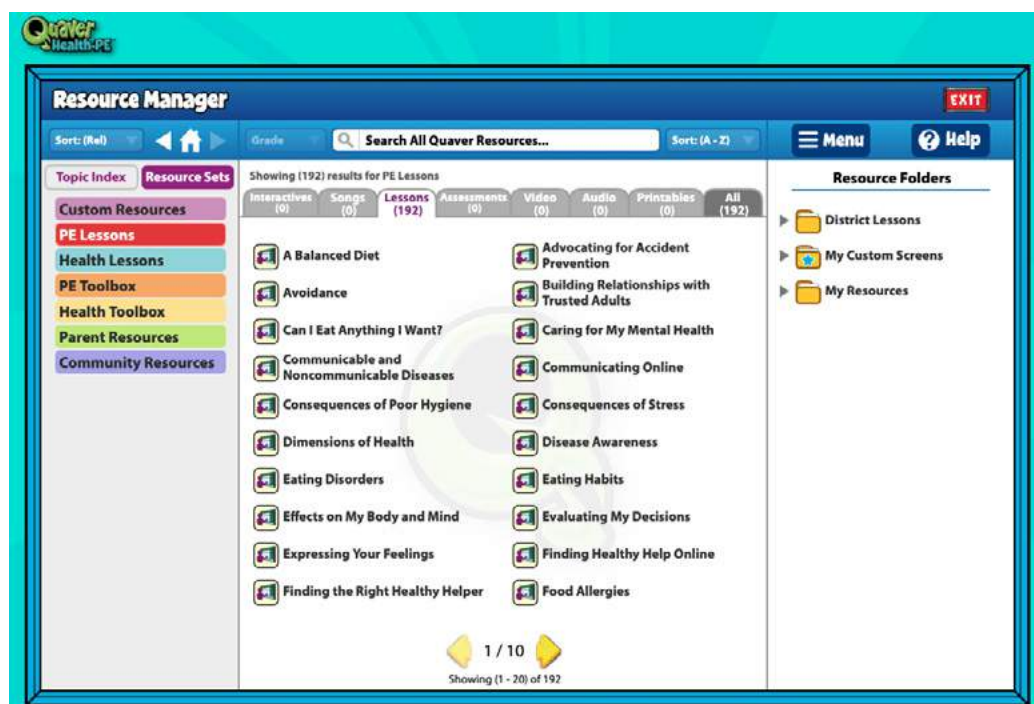 Quaver
Health•PE
Resource Manager
EXIT
Sort: (Rel)
Grade
Search All Quaver Resources...
Sort: (A - Z)
Menu
Help
Topic Index
Resource Sets
Custom Resources
PE Lessons
Health Lessons
PE Toolbox
Health Toolbox
Parent Resources
Community Resources
Showing (192) results for PE Lessons
Interactives
(0)
Songs
(0)
Lessons
(192)
Assessments
(0)
Video
(0)
Audio
(0)
Printables
(0)
All
(192)
A Balanced Diet
Advocating for Accident
Prevention
Avoidance
Building Relationships with
Trusted Adults
Can I Eat Anything I Want?
Caring for My Mental Health
Communicable and
Noncommunicable Diseases
Communicating Online
Consequences of Poor Hygiene
Consequences of Stress
Dimensions of Health
Disease Awareness
Eating Disorders
Eating Habits
Effects on My Body and Mind
Evaluating My Decisions
Expressing Your Feelings
Finding Healthy Help Online
Finding the Right Healthy Helper
Food Allergies
1 / 10
Showing (1 - 20) of 192
Resource Folders
District Lessons
My Custom Screens
My Resources